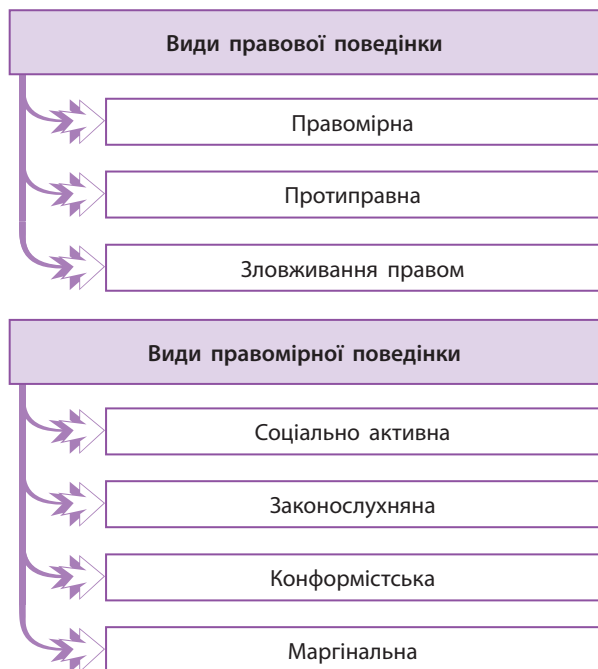 Види правової поведінки
Правомірна
Протиправна
Зловживання правом
Види правомірної поведінки
Соціально активна
Законослухняна
Конформістська
Маргінальна